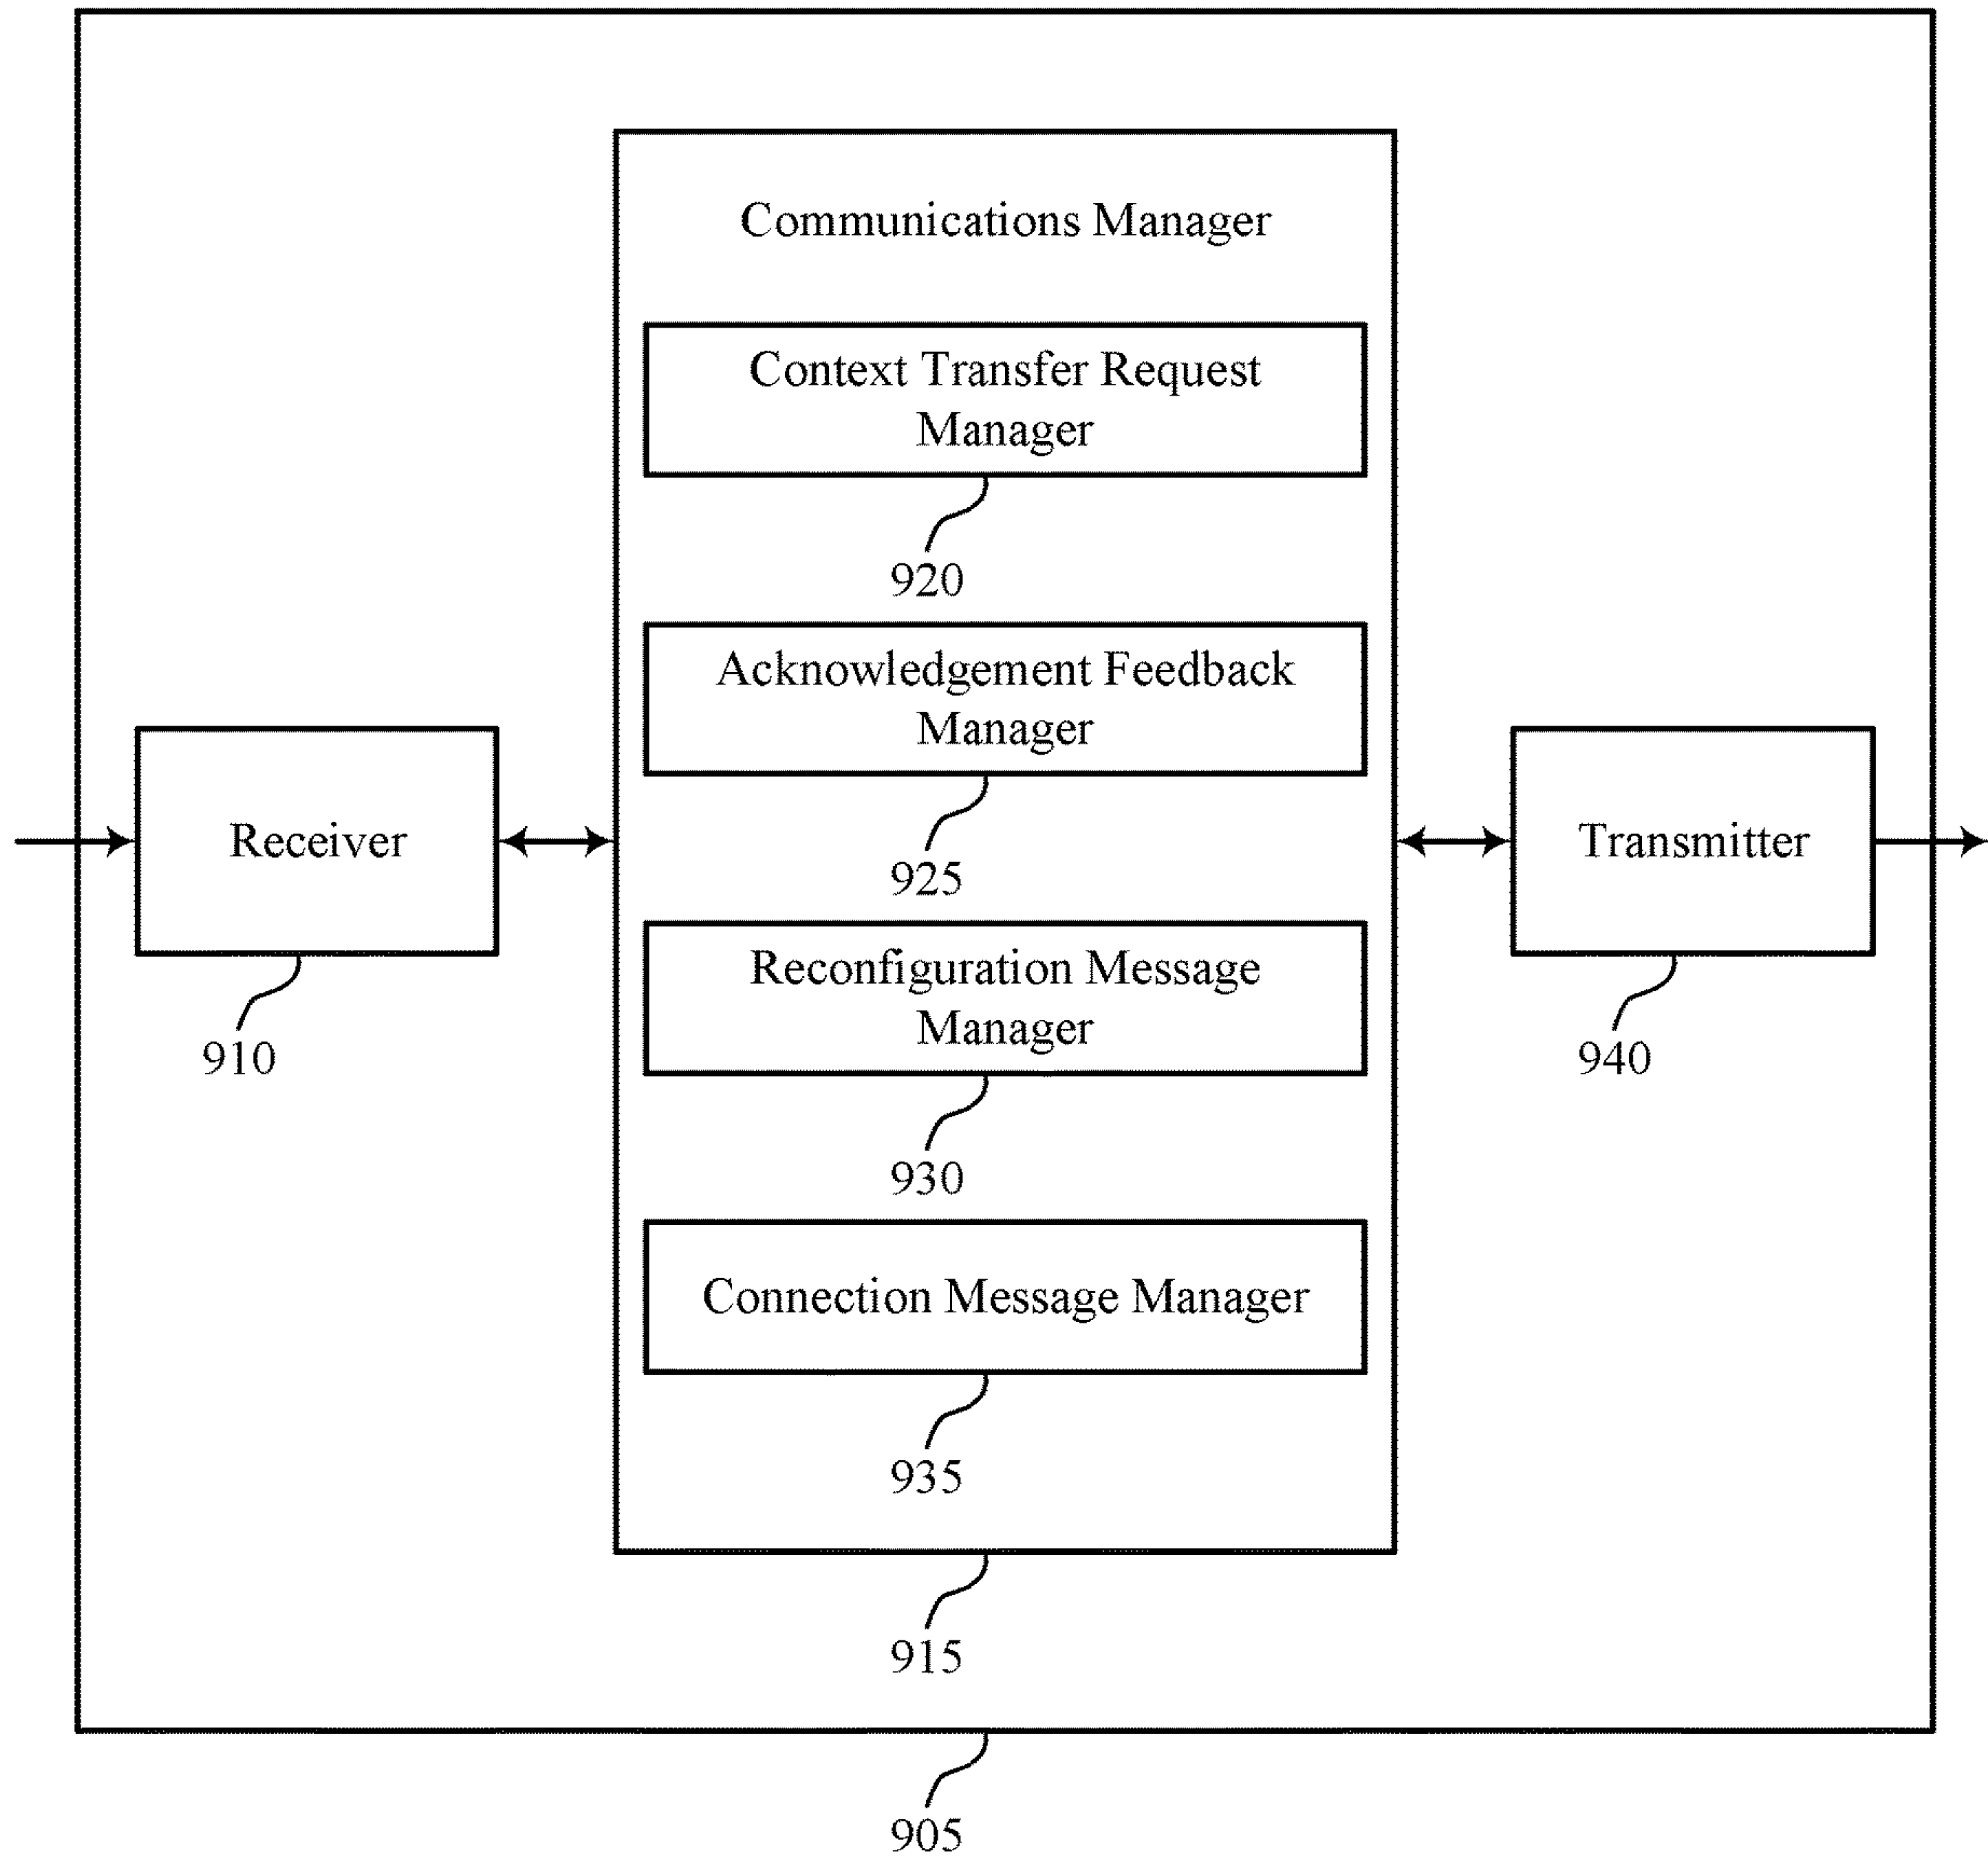 Communications Manager
Context Transfer Request
Manager
920
Acknowledgement Feedback
Manager
925
Receiver
910
Transmitter
940
Reconfiguration Message
Manager
930
Connection Message Manager
935
915
905